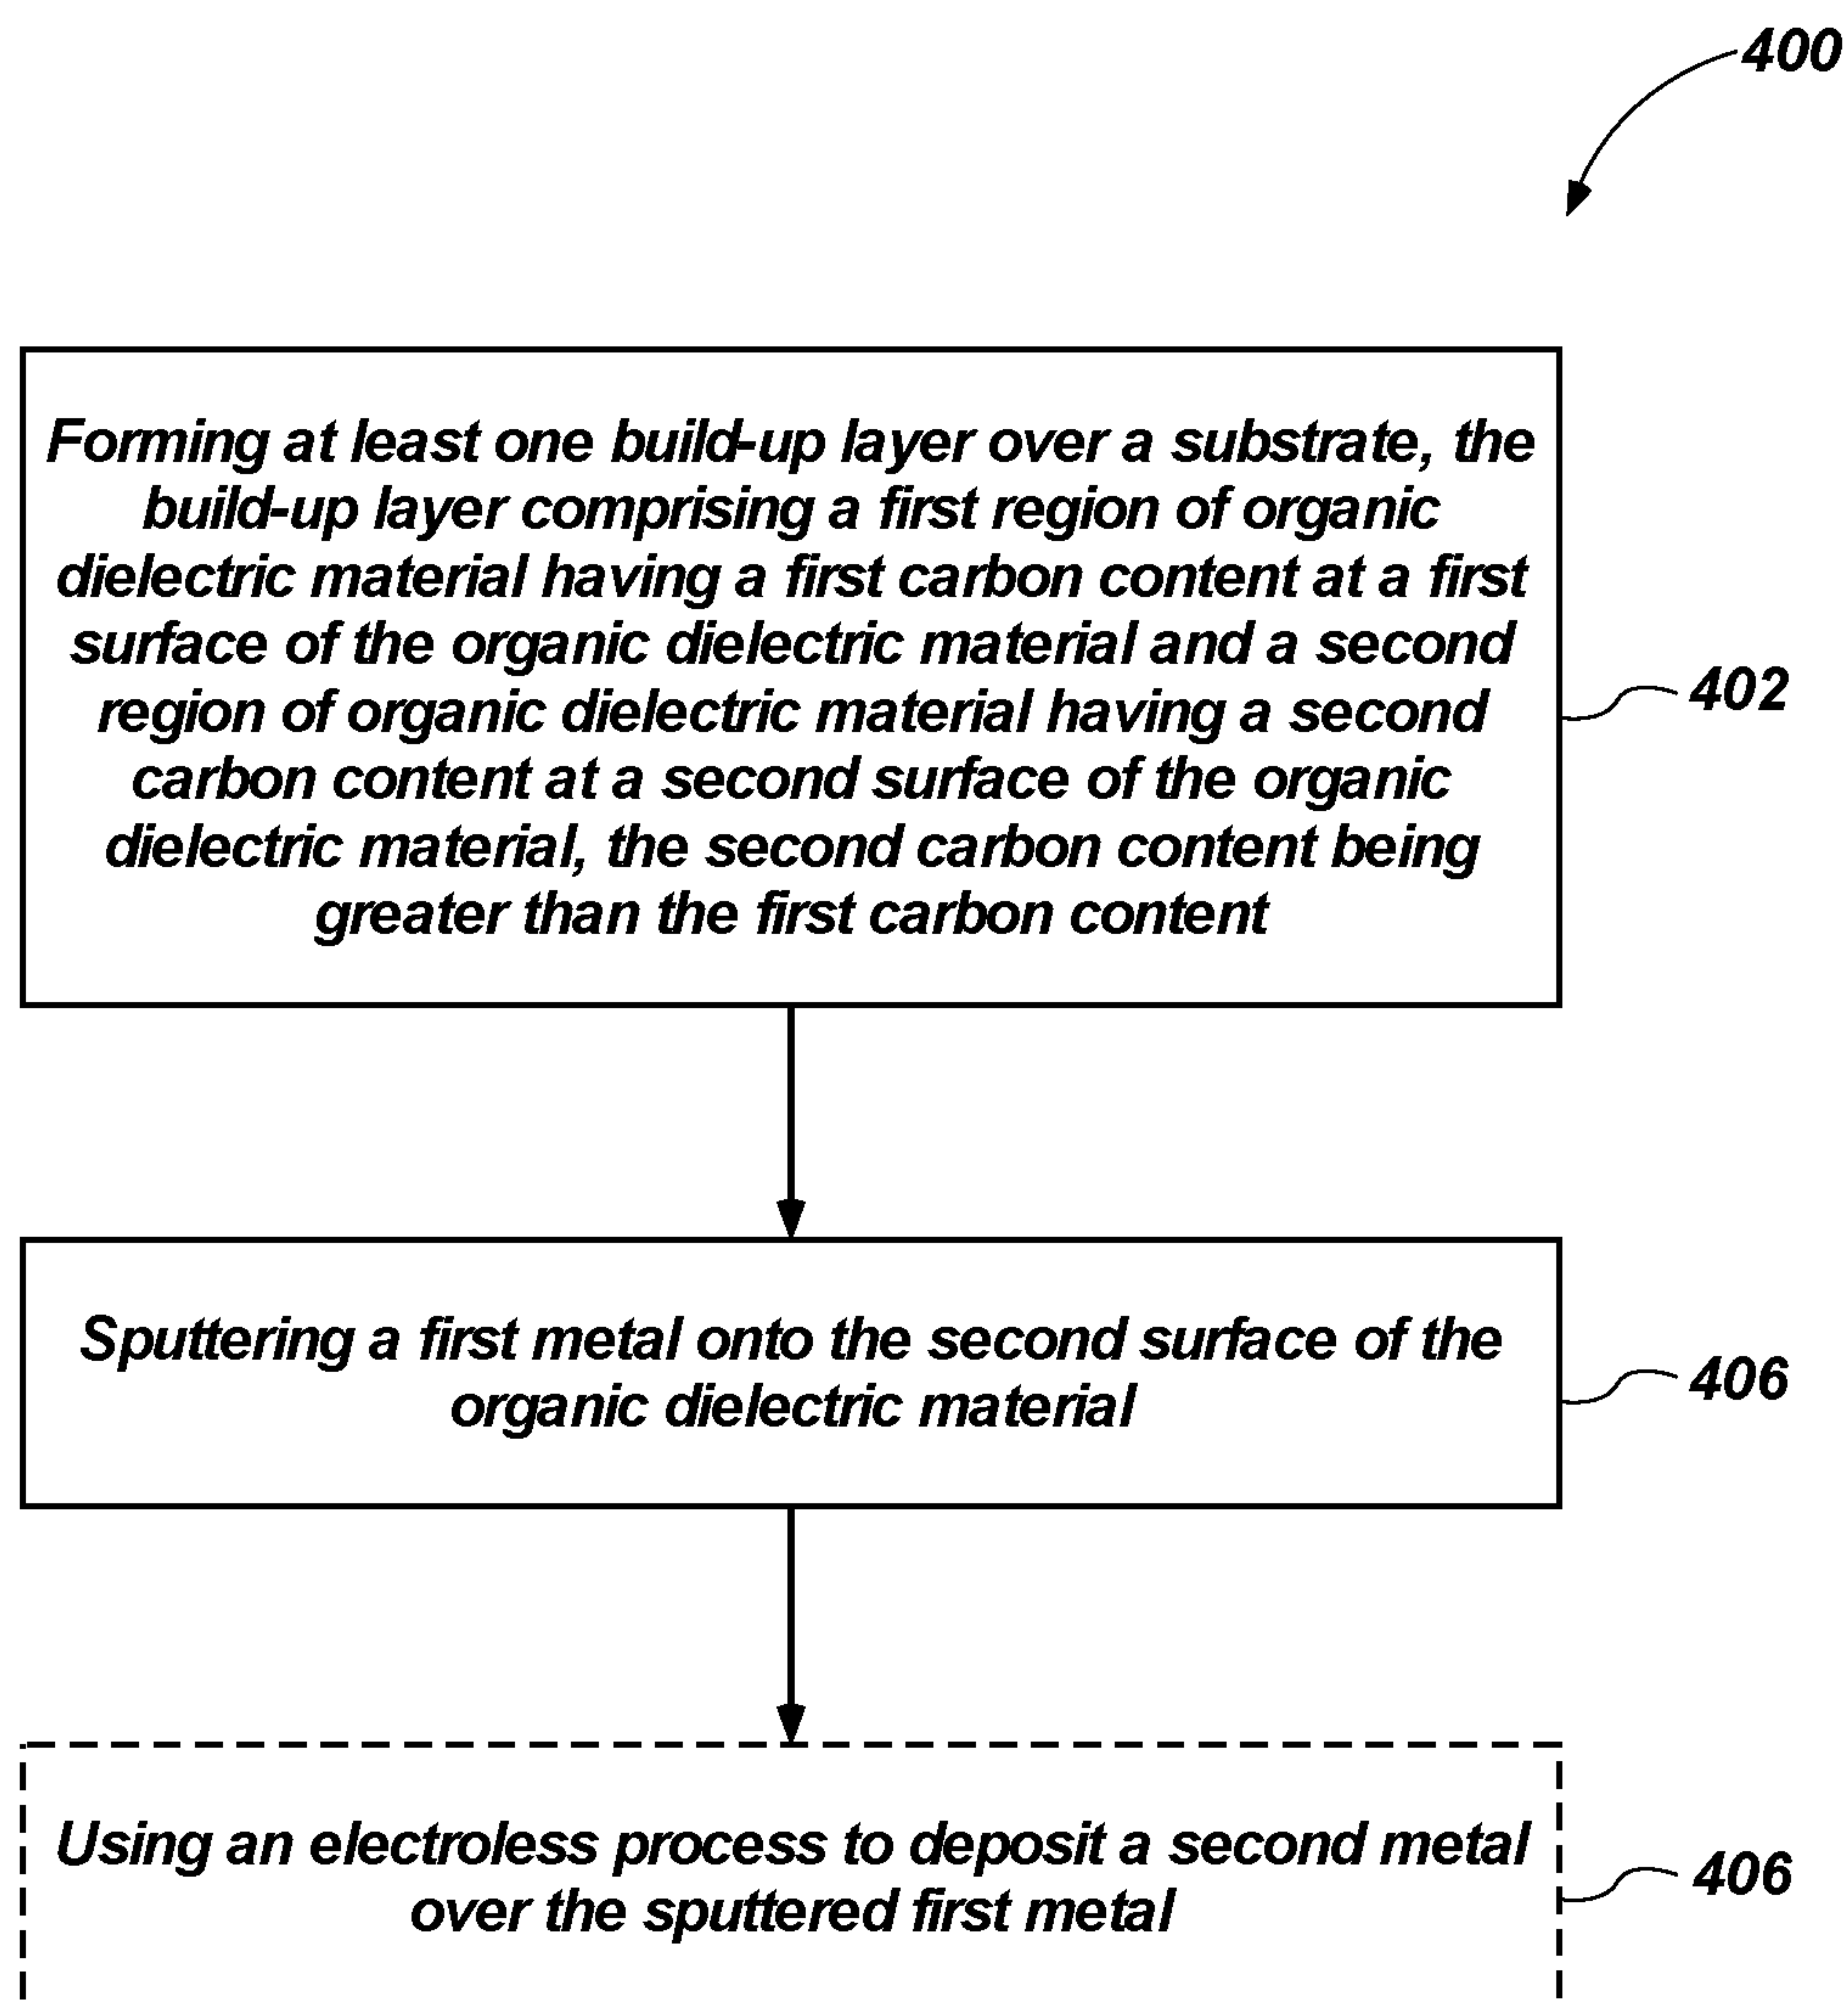 400
Forming at least one build-up layer over a substrate, the
build-up layer comprising a first region of organic
dielectric material having a first carbon content at a first
surface of the organic dielectric material and a second
region of organic dielectric material having a second
carbon content at a second surface of the organic
dielectric material, the second carbon content being
greater than the first carbon content
402
Sputtering a first metal onto the second surface of the
organic dielectric material
406
Using an electroless process to deposit a second metal
over the sputtered first metal
406